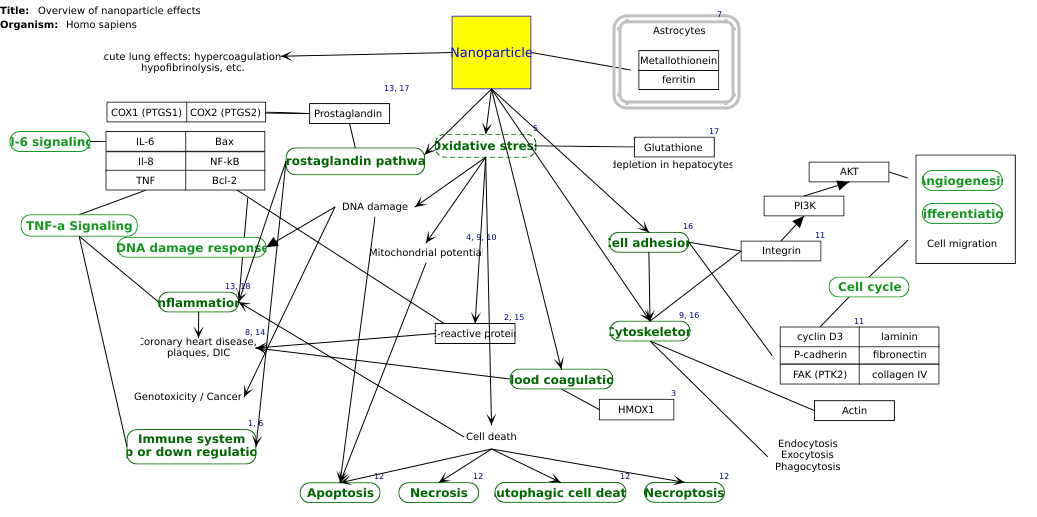 Title: Overview of nanoparticle effects
Organism: Homo sapiens
7
Astrocytes
Nanoparticle
cute lung effects: hypercoagulation
hypofibrinolysis, etc.
Metallothionein
ferritin
13, 17
COX1 (PTGS1) COX2 (PTGS2)
Prostaglandin
5
17
l-6 signaling
IL-6 Bax
Il-8 NF-kB
TNF Bcl-2
Oxidative stress
Glutathione
depletion in hepatocytes
rostaglandin pathwa
AKT
Angiogenesis
PI3K
ifferentiatio
DNA damage
TNF-a Signaling
16
11
DNA damage response
4, 9, 10
Mitochondrial potential
Cell adhesion
Integrin
Cell migration
13, 18
Inflammation
Cell cycle
2, 15
9, 16
11
-reactive protein
Cytoskeleton
8, 14
Coronary heart disease,
plaques, DIC
cyclin D3 laminin
P-cadherin fibronectin
FAK (PTK2) collagen IV
lood coagulatio
Genotoxicity / Cancer
3
HMOX1
Actin
1, 6
Immune system
p or down regulatio
Cell death
Endocytosis
Exocytosis
Phagocytosis
12 12 12 12
Apoptosis Necrosis utophagic cell deat Necroptosis